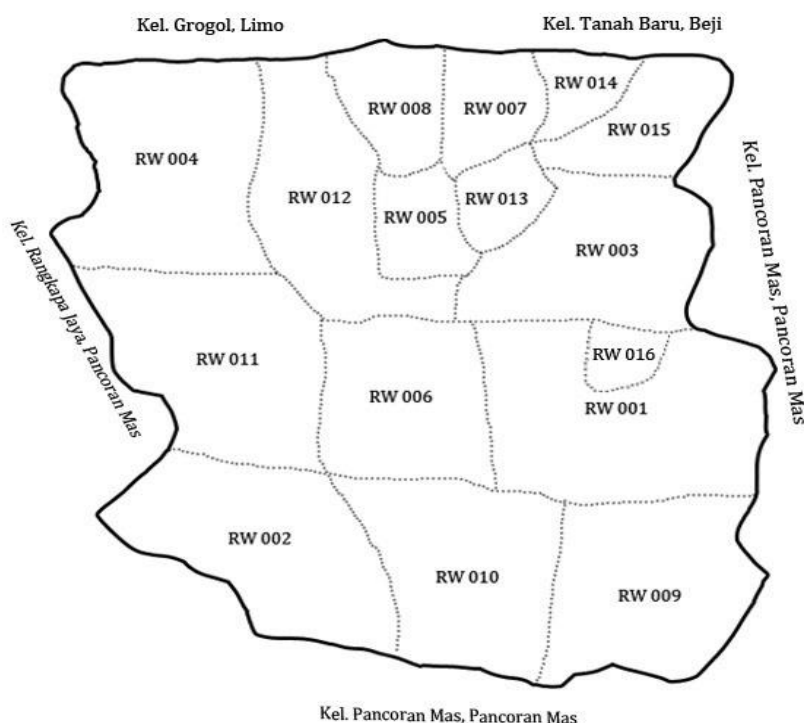 Kel. Grogol, Limo
Kel. Tanah Baru, Beji
RW 014
RW 008
RW 007
RW 015
RW 004
RW 012
RW 013
RW 005
RW 003
Kel. Pancoran Mas, Pancoran Mas
Kel. Rangkapa Jaya, Pancoran Mas
RW 016
RW 011
RW 006
RW 001
RW 002
RW 010
RW 009
Kel. Pancoran Mas, Pancoran Mas